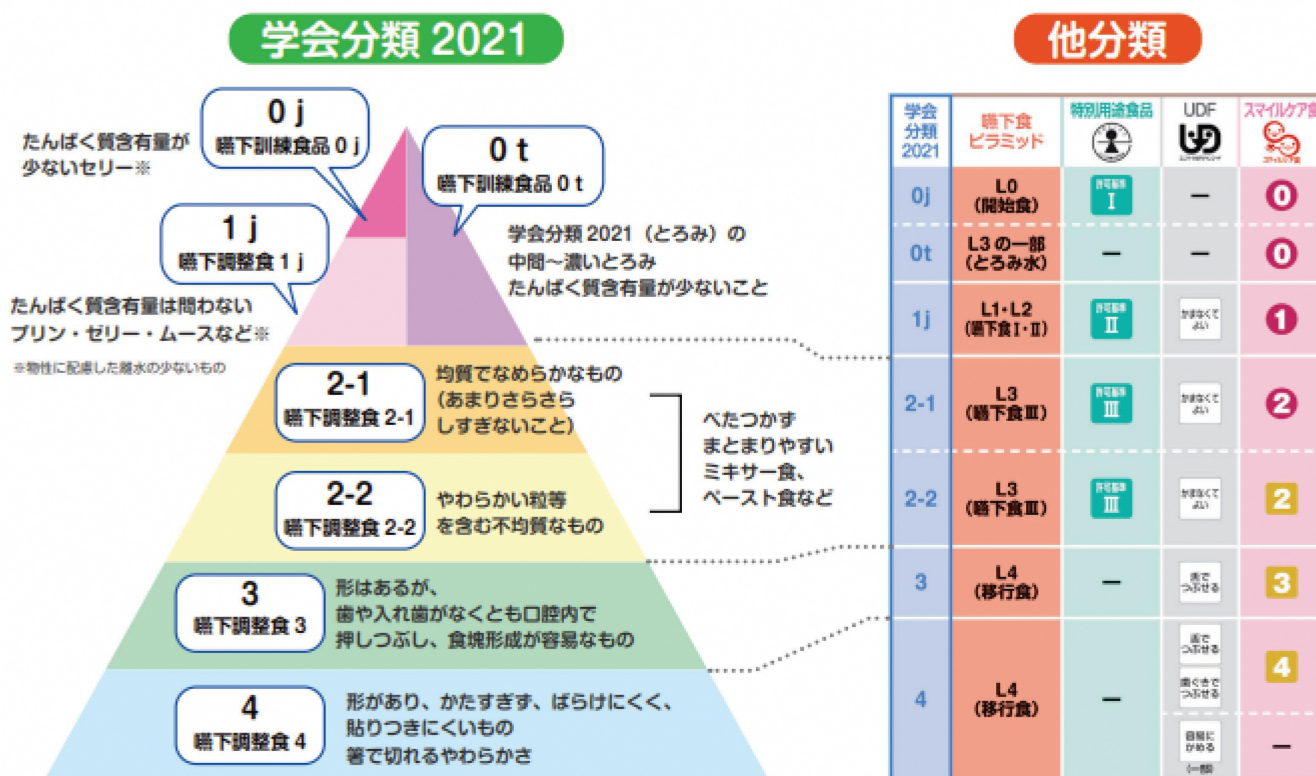 学会分類 2021
0 j
嚥下訓練食品 0 j
たんぱく質含有量が
少ないゼリー※
0 t
嚥下訓練食品 0 t
学会分類 2021（とろみ）の
中間～濃いとろみ
たんぱく質含有量が少ないこと
1 j
嚥下調整食 1 j
たんぱく質含有量は問わない
プリン・ゼリー・ムースなど※
※物性に配慮した離水の少ないもの
2-1
嚥下調整食 2-1
均質でなめらかなもの
（あまりさらさら
しすぎないこと）
2-2
嚥下調整食 2-2
やわらかい粒等
を含む不均質なもの
べたつかず
まとまりやすい
ミキサー食、
ペースト食など
3
嚥下調整食 3
形はあるが、
歯や入れ歯がなくとも口腔内で
押しつぶし、食塊形成が容易なもの
4
嚥下調整食 4
形があり、かたすぎず、ばらけにくく、
貼りつきにくいもの
箸で切れるやわらかさ
他分類
学会
分類
2021
嚥下食
ピラミッド
特別用途食品
UDF
スマイルケア食
0j
L0
（開始食）
許可基準
I
ー
0
0t
L3 の一部
（とろみ水）
ー
ー
0
1j
L1・L2
（嚥下食Ⅰ・Ⅱ）
許可基準
II
かまなくて
よい
1
2-1
L3
（嚥下食Ⅲ）
許可基準
III
かまなくて
よい
2
2-2
L3
（嚥下食Ⅲ）
許可基準
III
かまなくて
よい
2
3
L4
（移行食）
ー
舌で
つぶせる
3
4
L4
（移行食）
ー
舌で
つぶせる
歯ぐきで
つぶせる
容易に
かめる
（一部）
4
ー